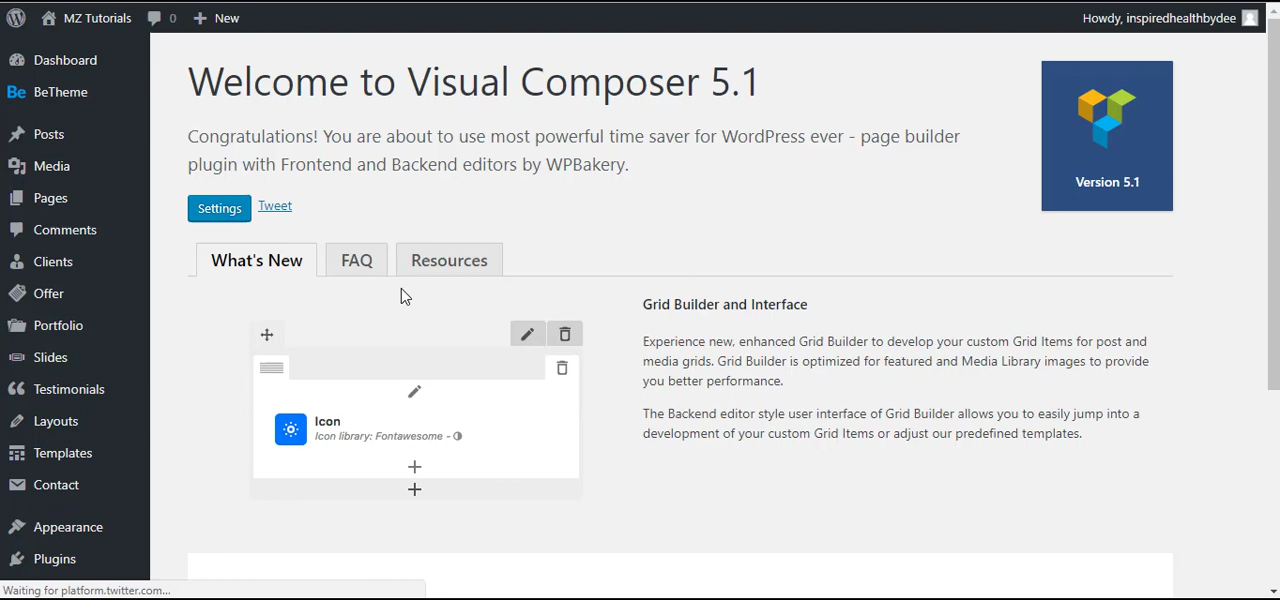 MZ Tutorials
0
New
Howdy, inspiredhealthbydee
Dashboard
Be BeTheme
Posts
Media
Pages
Comments
Clients
Offer
Portfolio
Slides
Testimonials
Layouts
Templates
Contact
Appearance
Plugins
Welcome to Visual Composer 5.1
Congratulations! You are about to use most powerful time saver for WordPress ever - page builder
plugin with Frontend and Backend editors by WPBakery.
Version 5.1
Settings
Tweet
What's New
FAQ
Resources
Icon
Icon library: Fontawesome -
Grid Builder and Interface
Experience new, enhanced Grid Builder to develop your custom Grid Items for post and
media grids. Grid Builder is optimized for featured and Media Library images to provide
you better performance.
The Backend editor style user interface of Grid Builder allows you to easily jump into a
development of your custom Grid Items or adjust our predefined templates.
Waiting for platform.twitter.com...